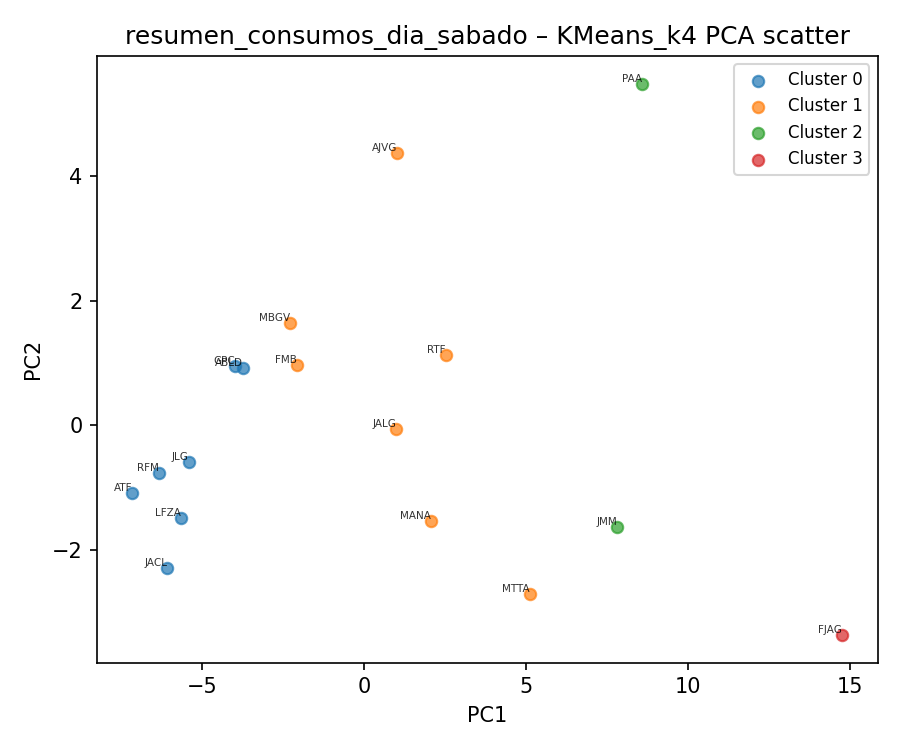 resumen_consumos_dia_sabado – KMeans_k4 PCA scatter
Cluster 0
Cluster 1
Cluster 2
Cluster 3
PAA
AJVG
MBGV
FMB
RTF
ABLD
JALG
JLG
RFM
ATF
LFZA
MANA
JMM
JACL
MTTA
FJAG
4
2
0
−2
PC2
−5
0
5
10
15
PC1